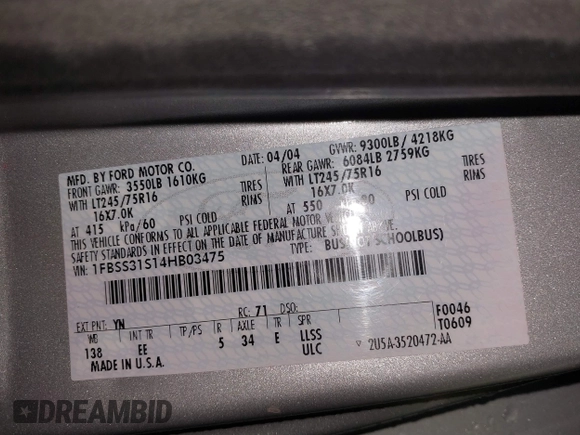 MFD. BY FORD MOTOR CO.
DATE: 04/04
GVWR: 9300LB / 4218KG
FRONT GAWR: 3550LB 1610KG
REAR GAWR: 6084LB 2759KG
WITH LT245/75R16 TIRES
WITH LT245/75R16 TIRES
16X7.0K RIMS
16X7.0K RIMS
AT 415 kPa/60 PSI COLD
AT 550 80 PSI COLD
THIS VEHICLE CONFORMS TO ALL APPLICABLE FEDERAL MOTOR VEHICLE
SAFETY STANDARDS IN EFFECT ON THE DATE OF MANUFACTURE
VIN: 1FBSS31S14HB03475
TYPE: BUS SCHOOLBUS)
EXT PNT: YN RC: 71 DSO:
F0046
WB INT TR TP/PS R AXLE TR SPR
T0609
138 EE 5 34 E LLSS
ULC
2U5A-3520472-AA
MADE IN U.S.A.
DREAMBID